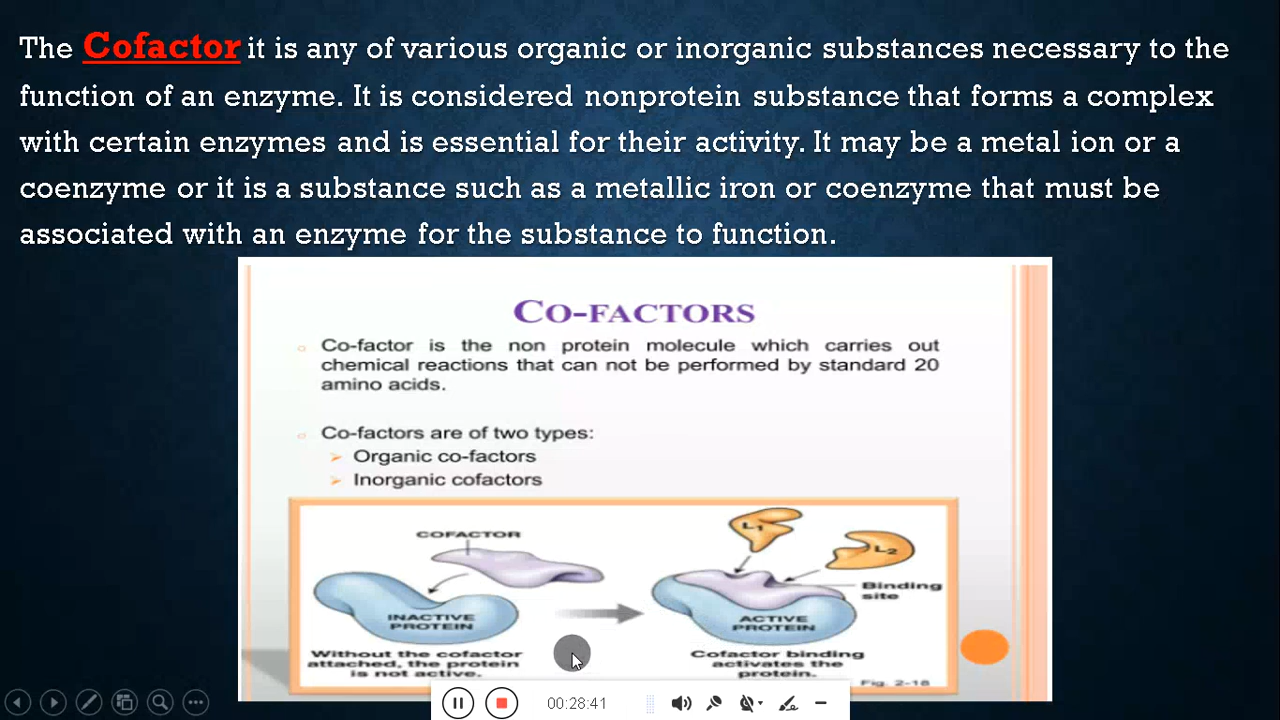 The Cofactor it is any of various organic or inorganic substances necessary to the
function of an enzyme. It is considered nonprotein substance that forms a complex
with certain enzymes and is essential for their activity. It may be a metal ion or a
coenzyme or it is a substance such as a metallic iron or coenzyme that must be
associated with an enzyme for the substance to function.
CO-FACTORS
Co-factor is the non protein molecule which carries out
chemical reactions that can not be performed by standard 20
amino acids.
Co-factors are of two types:
Organic co-factors
Inorganic cofactors
COFACTOR
INACTIVE
PROTEIN
Without the cofactor
attached, the protein
is not active.
L1
L2
Binding
site
ACTIVE
PROTEIN
Cofactor binding
activates the
protein.
Fig. 2-18
00:28:41